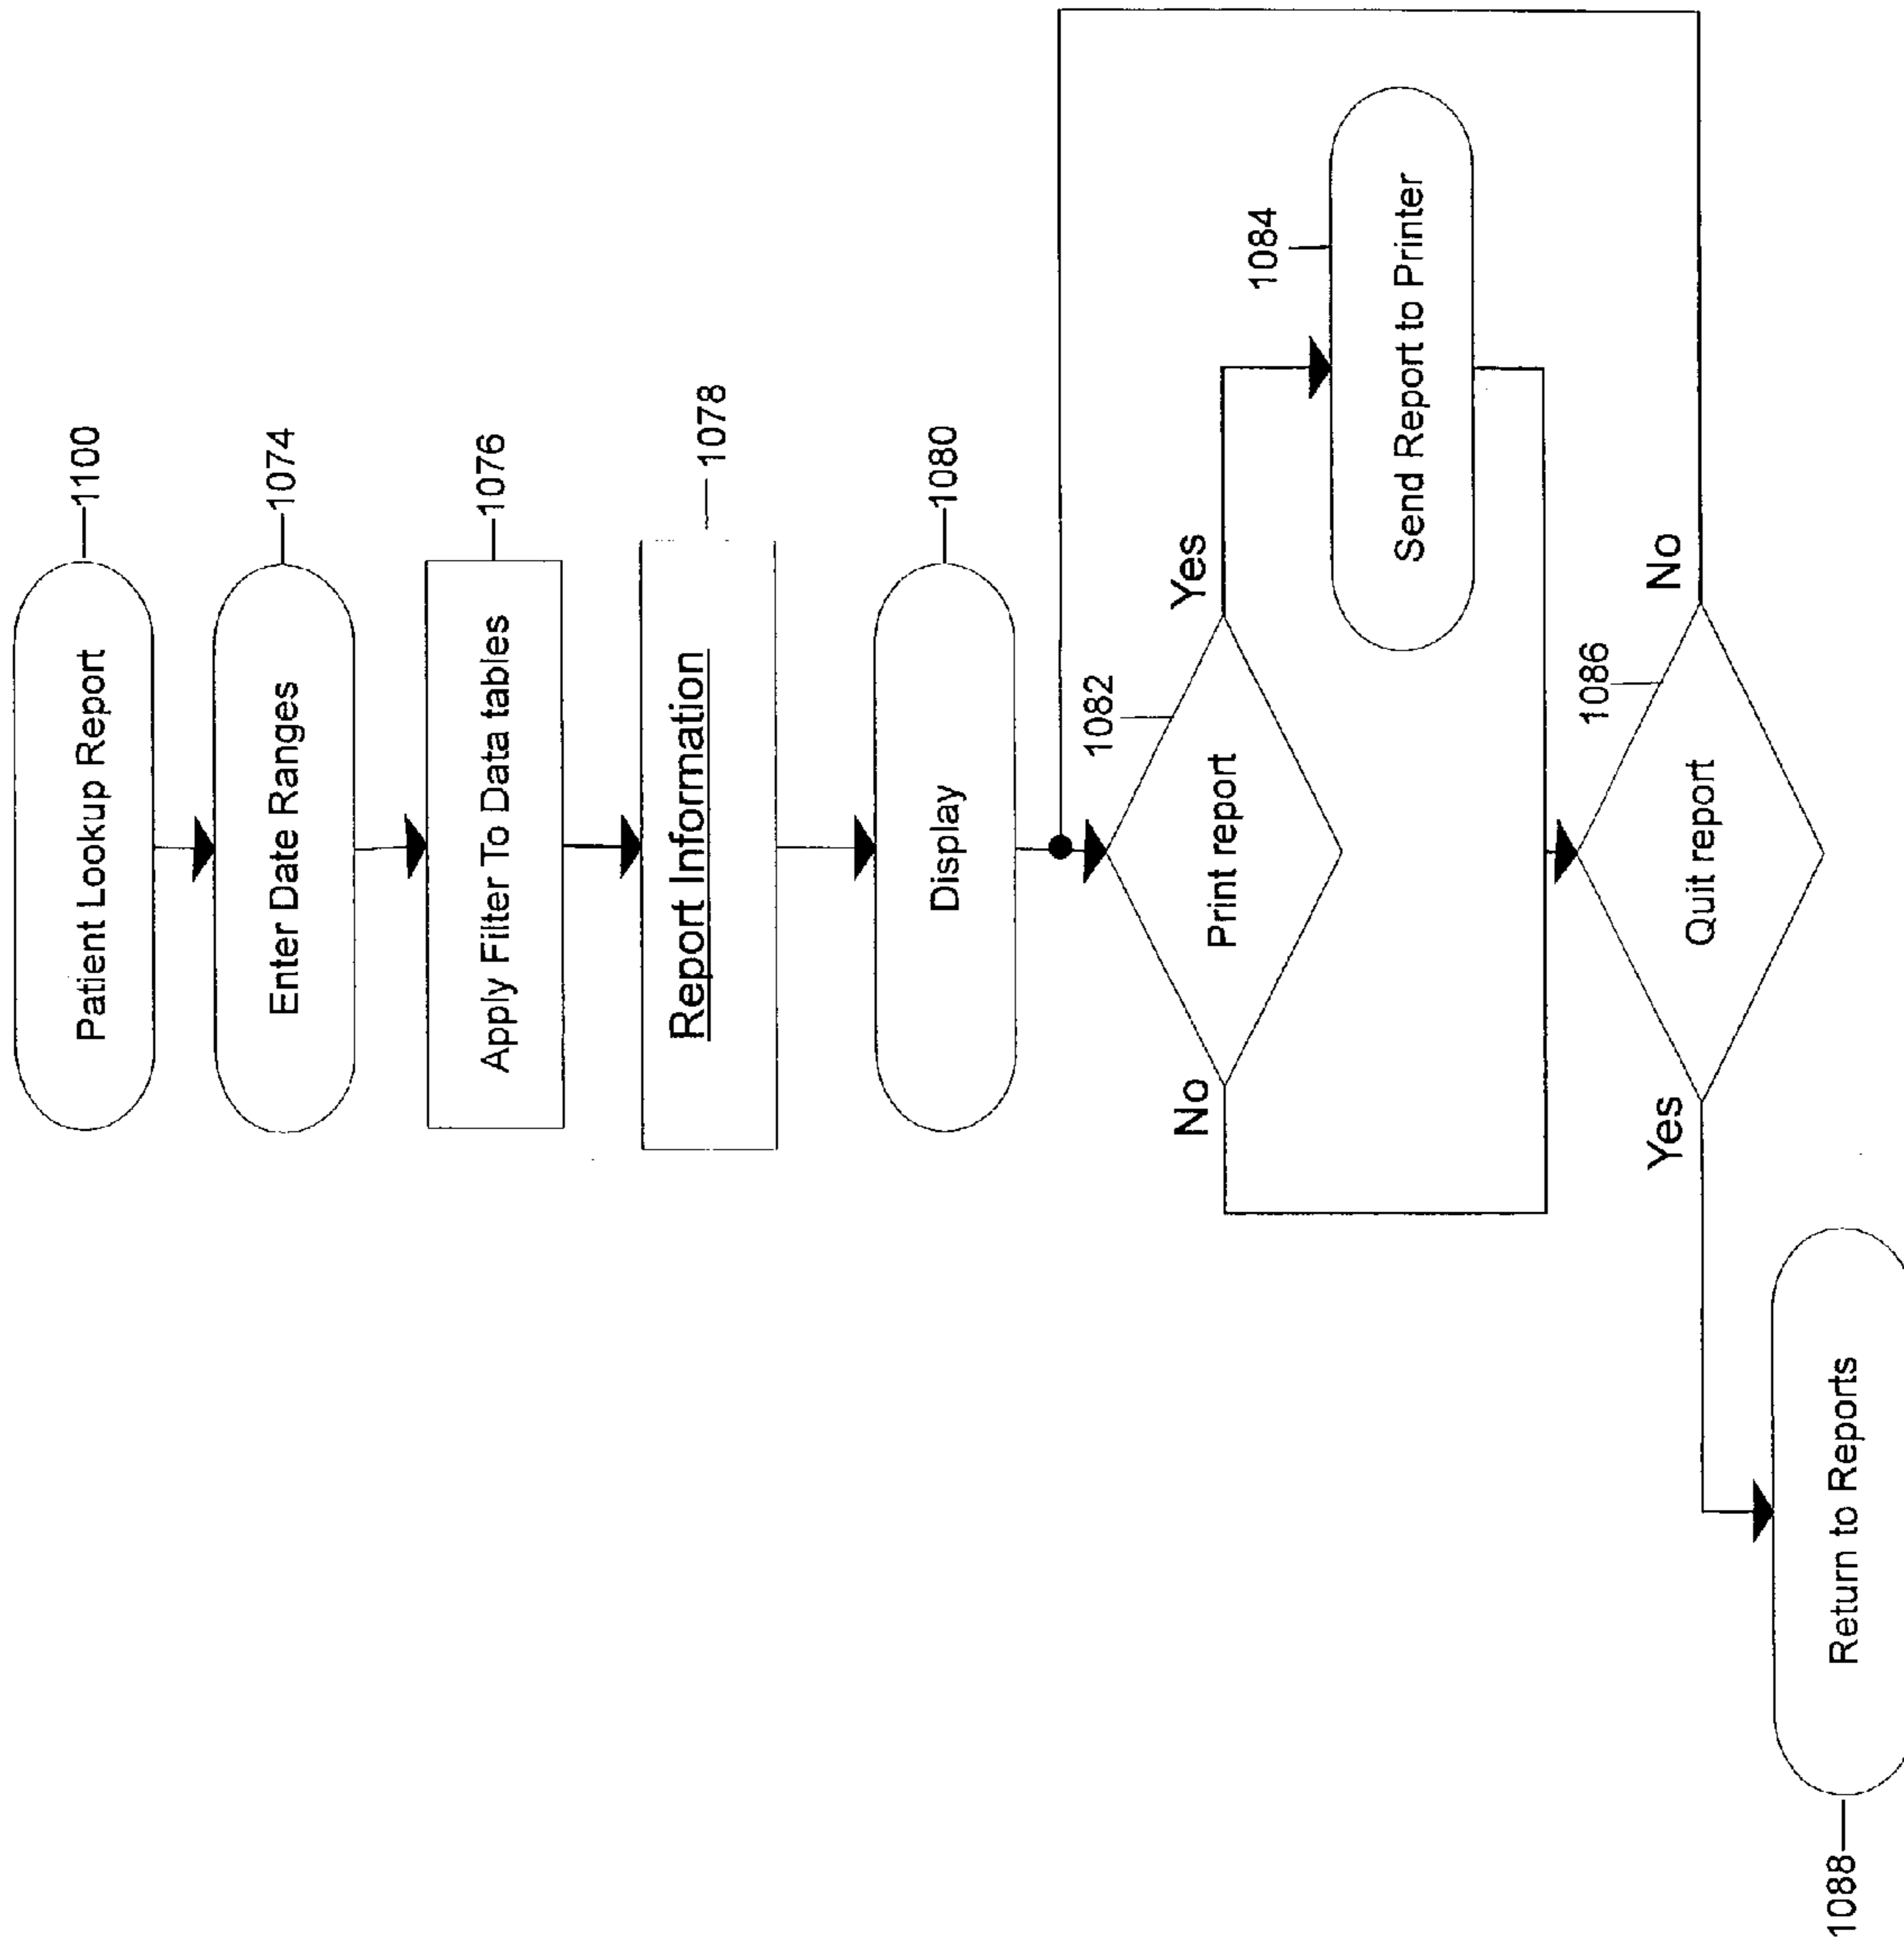 Patient Lookup Report
1100
Enter Date Ranges
1074
Apply Filter To Data tables
1076
Report Information
1078
Display
1080
1082
Print report
Yes
No
1084
Send Report to Printer
1086
Quit report
No
Yes
Return to Reports
1088